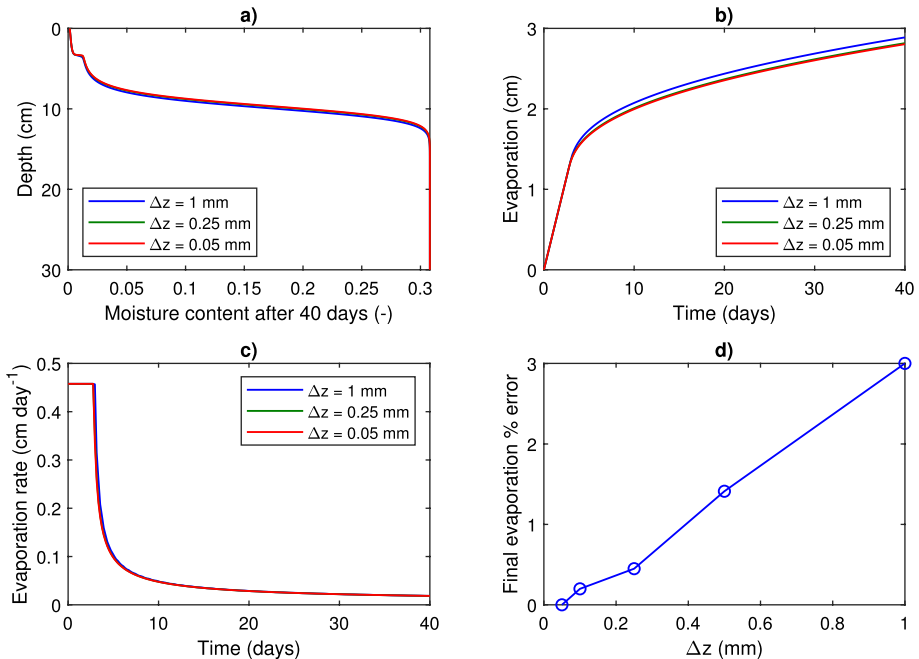 a)
0
10
20
30
Depth (cm)
Δz = 1 mm
Δz = 0.25 mm
Δz = 0.05 mm
0
0.05
0.1
0.15
0.2
0.25
0.3
Moisture content after 40 days (-)
b)
3
2
1
0
Evaporation (cm)
Δz = 1 mm
Δz = 0.25 mm
Δz = 0.05 mm
0
10
20
30
40
Time (days)
c)
0.5
0.4
0.3
0.2
0.1
0
Evaporation rate (cm day⁻¹)
Δz = 1 mm
Δz = 0.25 mm
Δz = 0.05 mm
0
10
20
30
40
Time (days)
d)
3
2
1
0
Final evaporation % error
0
0.2
0.4
0.6
0.8
1
Δz (mm)